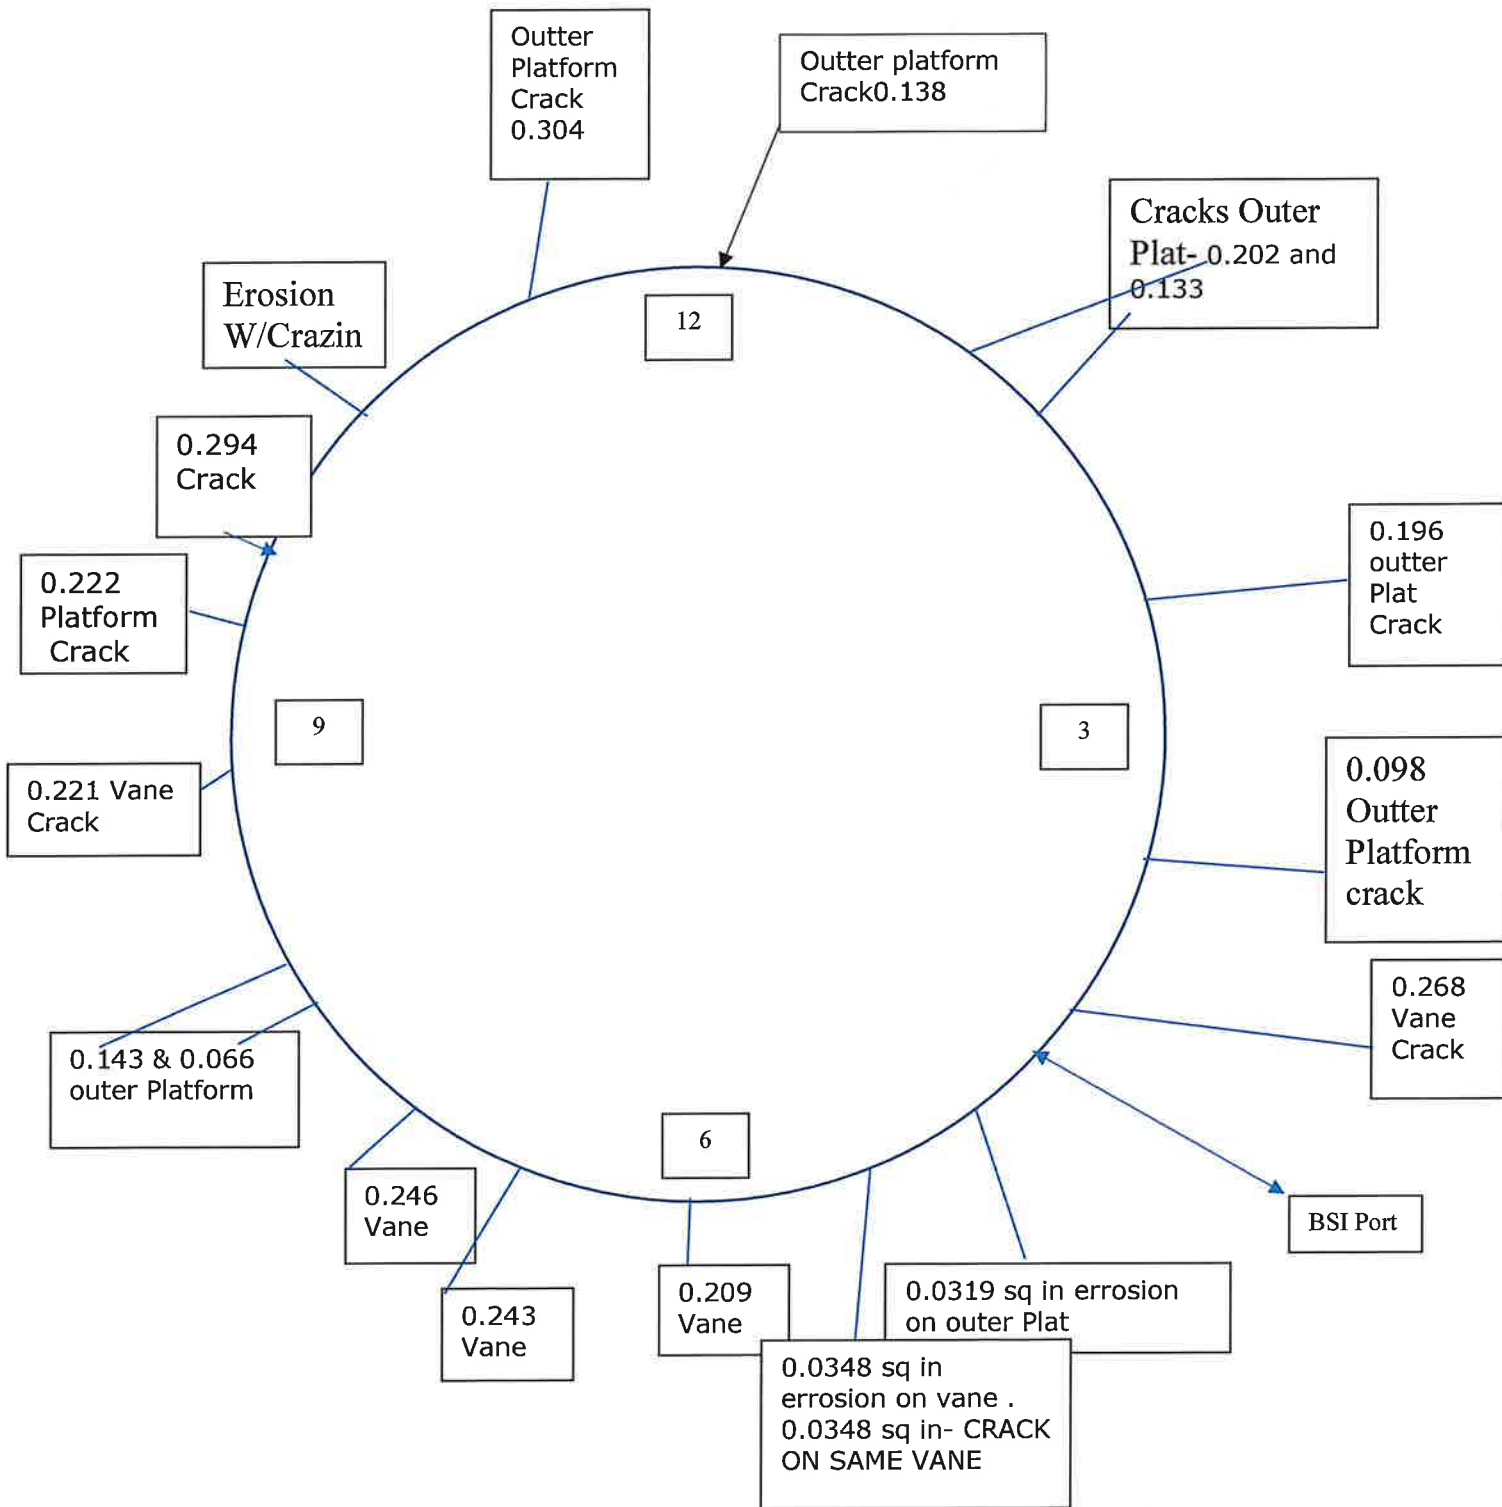 Outter
Platform
Crack
0.304
Outter platform
Crack0.138
Cracks Outer
Plat- 0.202 and
0.133
Erosion
W/Crazin
12
0.294
Crack
0.196
outter
Plat
Crack
0.222
Platform
Crack
9
3
0.221 Vane
Crack
0.098
Outter
Platform
crack
0.268
Vane
Crack
0.143 & 0.066
outer Platform
6
0.246
Vane
BSI Port
0.243
Vane
0.209
Vane
0.0319 sq in errosion
on outer Plat
0.0348 sq in
errosion on vane .
0.0348 sq in- CRACK
ON SAME VANE